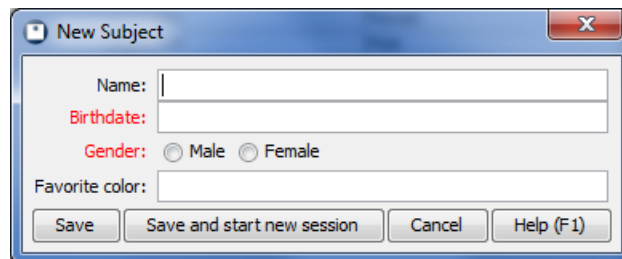 New Subject
Name:
Birthdate:
Gender: Male Female
Favorite color:
Save Save and start new session Cancel Help (F1)